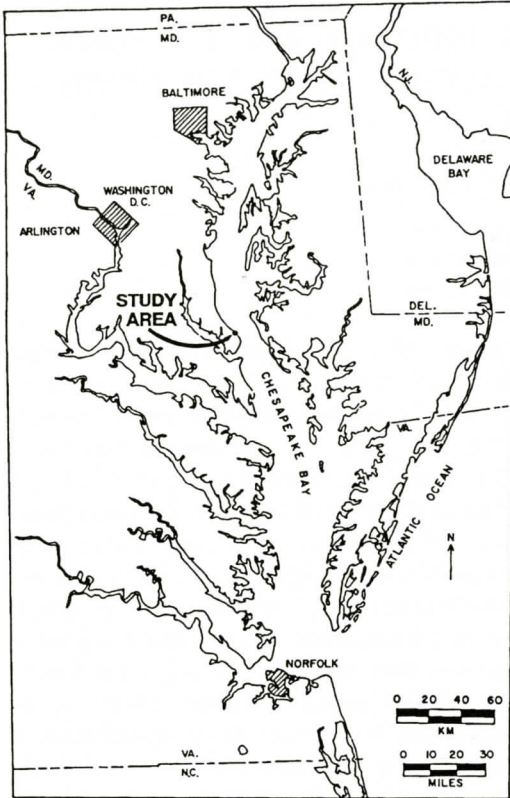 PA.
MD.
BALTIMORE
N.J.
DELAWARE
BAY
MD.
VA.
WASHINGTON
D.C.
ARLINGTON
STUDY
AREA
DEL.
MD.
CHESAPEAKE BAY
VA.
ATLANTIC OCEAN
N
NORFOLK
0 20 40 60
KM
VA.
N.C.
0 10 20 30
MILES